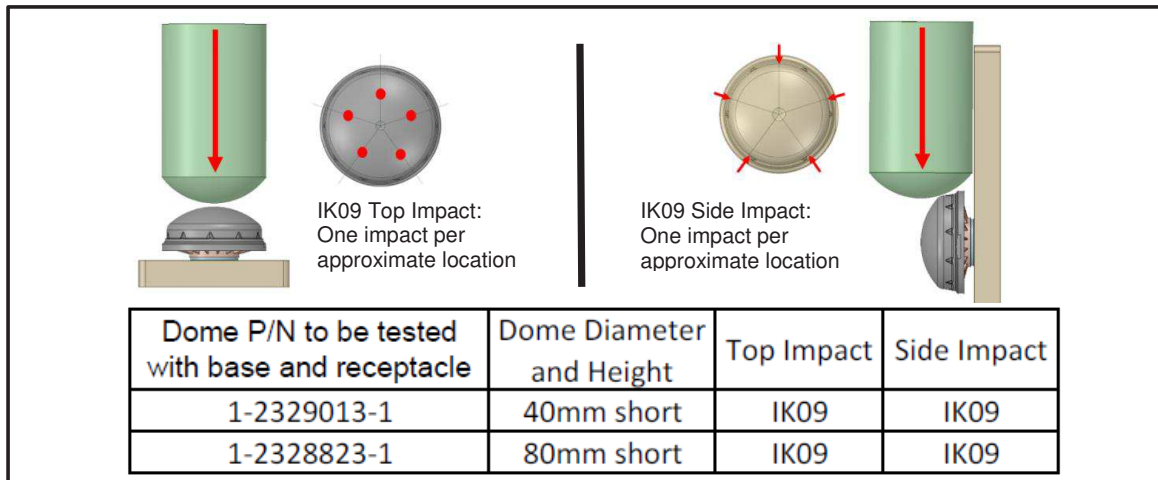 IK09 Top Impact:
One impact per
approximate location
IK09 Side Impact:
One impact per
approximate location
Dome P/N to be tested
with base and receptacle
Dome Diameter
and Height
Top Impact
Side Impact
1-2329013-1
40mm short
IK09
IK09
1-2328823-1
80mm short
IK09
IK09